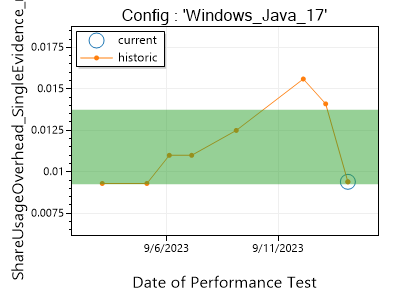 Config : 'Windows_Java_17'
current
historic
0.0175
0.015
0.0125
0.01
0.0075
ShareUsageOverhead_SingleEvidence_
9/6/2023
9/11/2023
Date of Performance Test